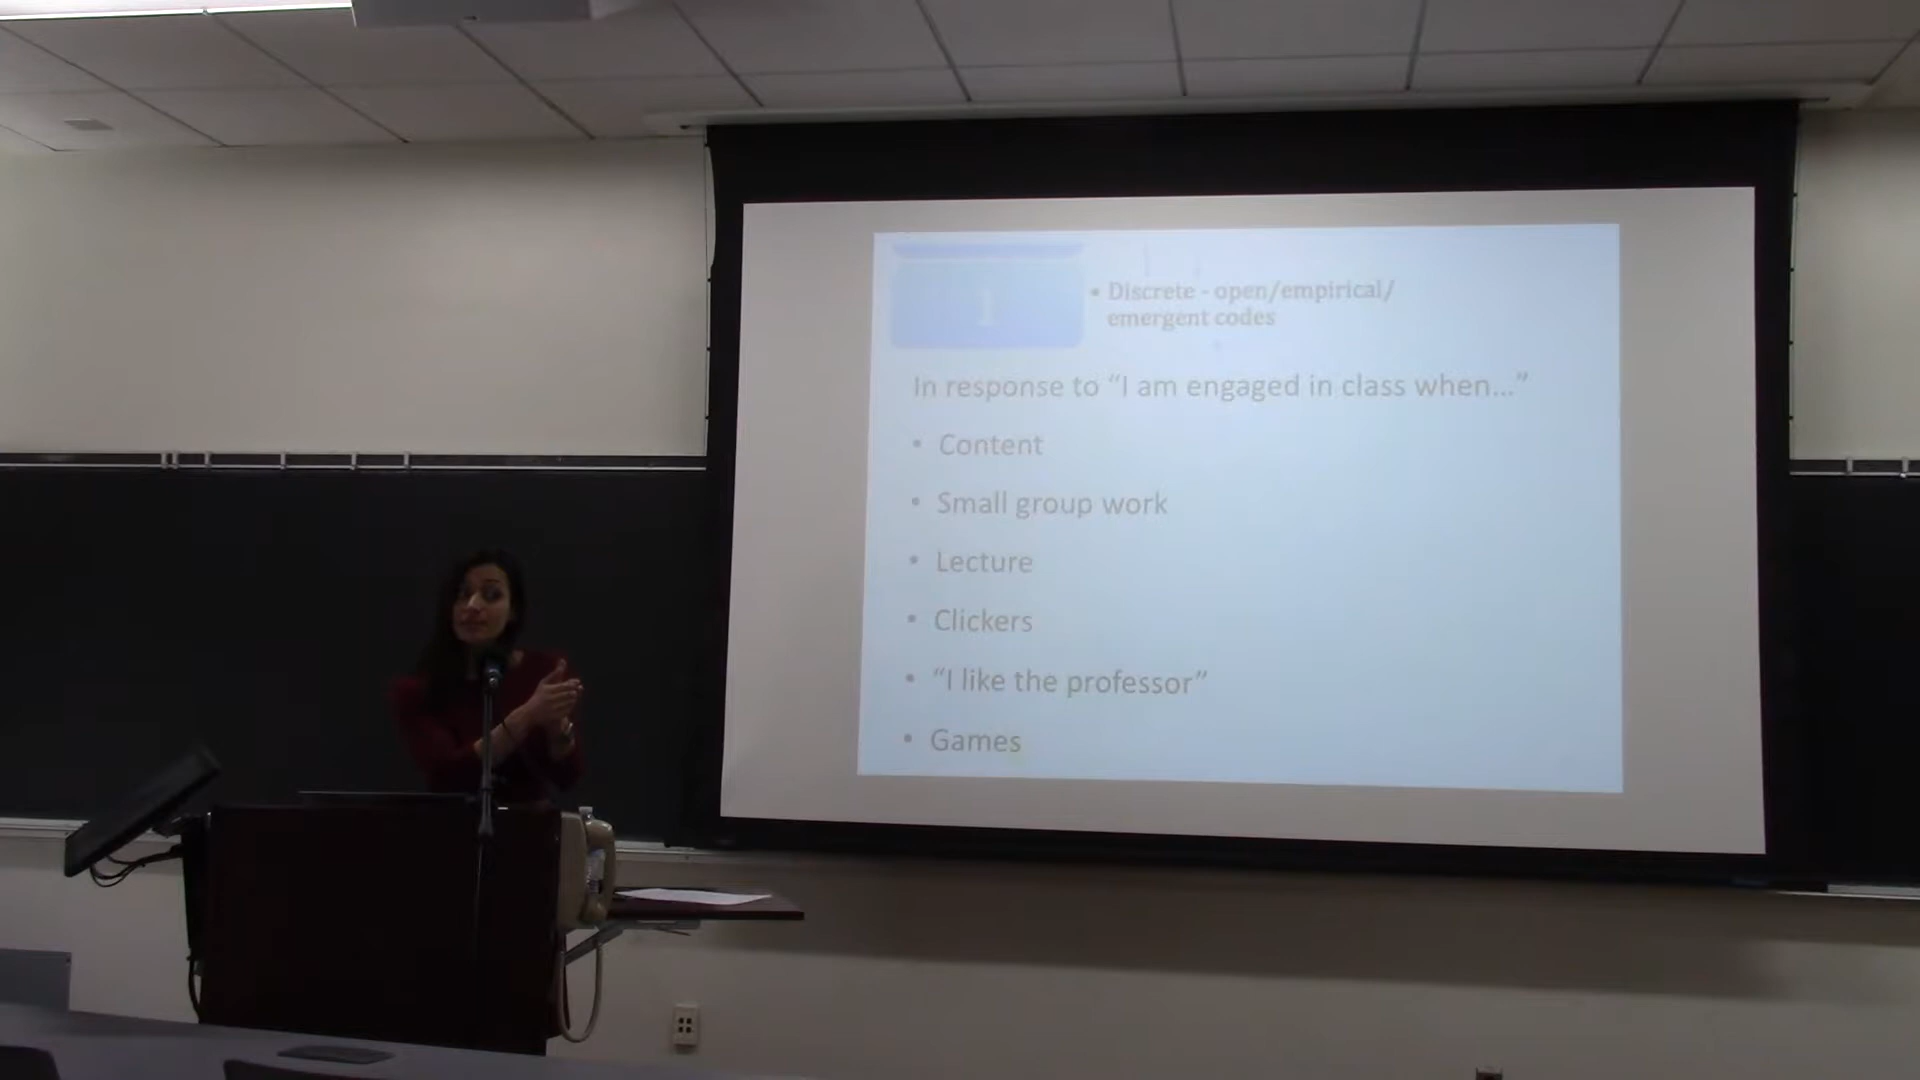 1
• Discrete - open/empirical/
emergent codes
In response to “I am engaged in class when...”
• Content
• Small group work
• Lecture
• Clickers
• “I like the professor”
• Games